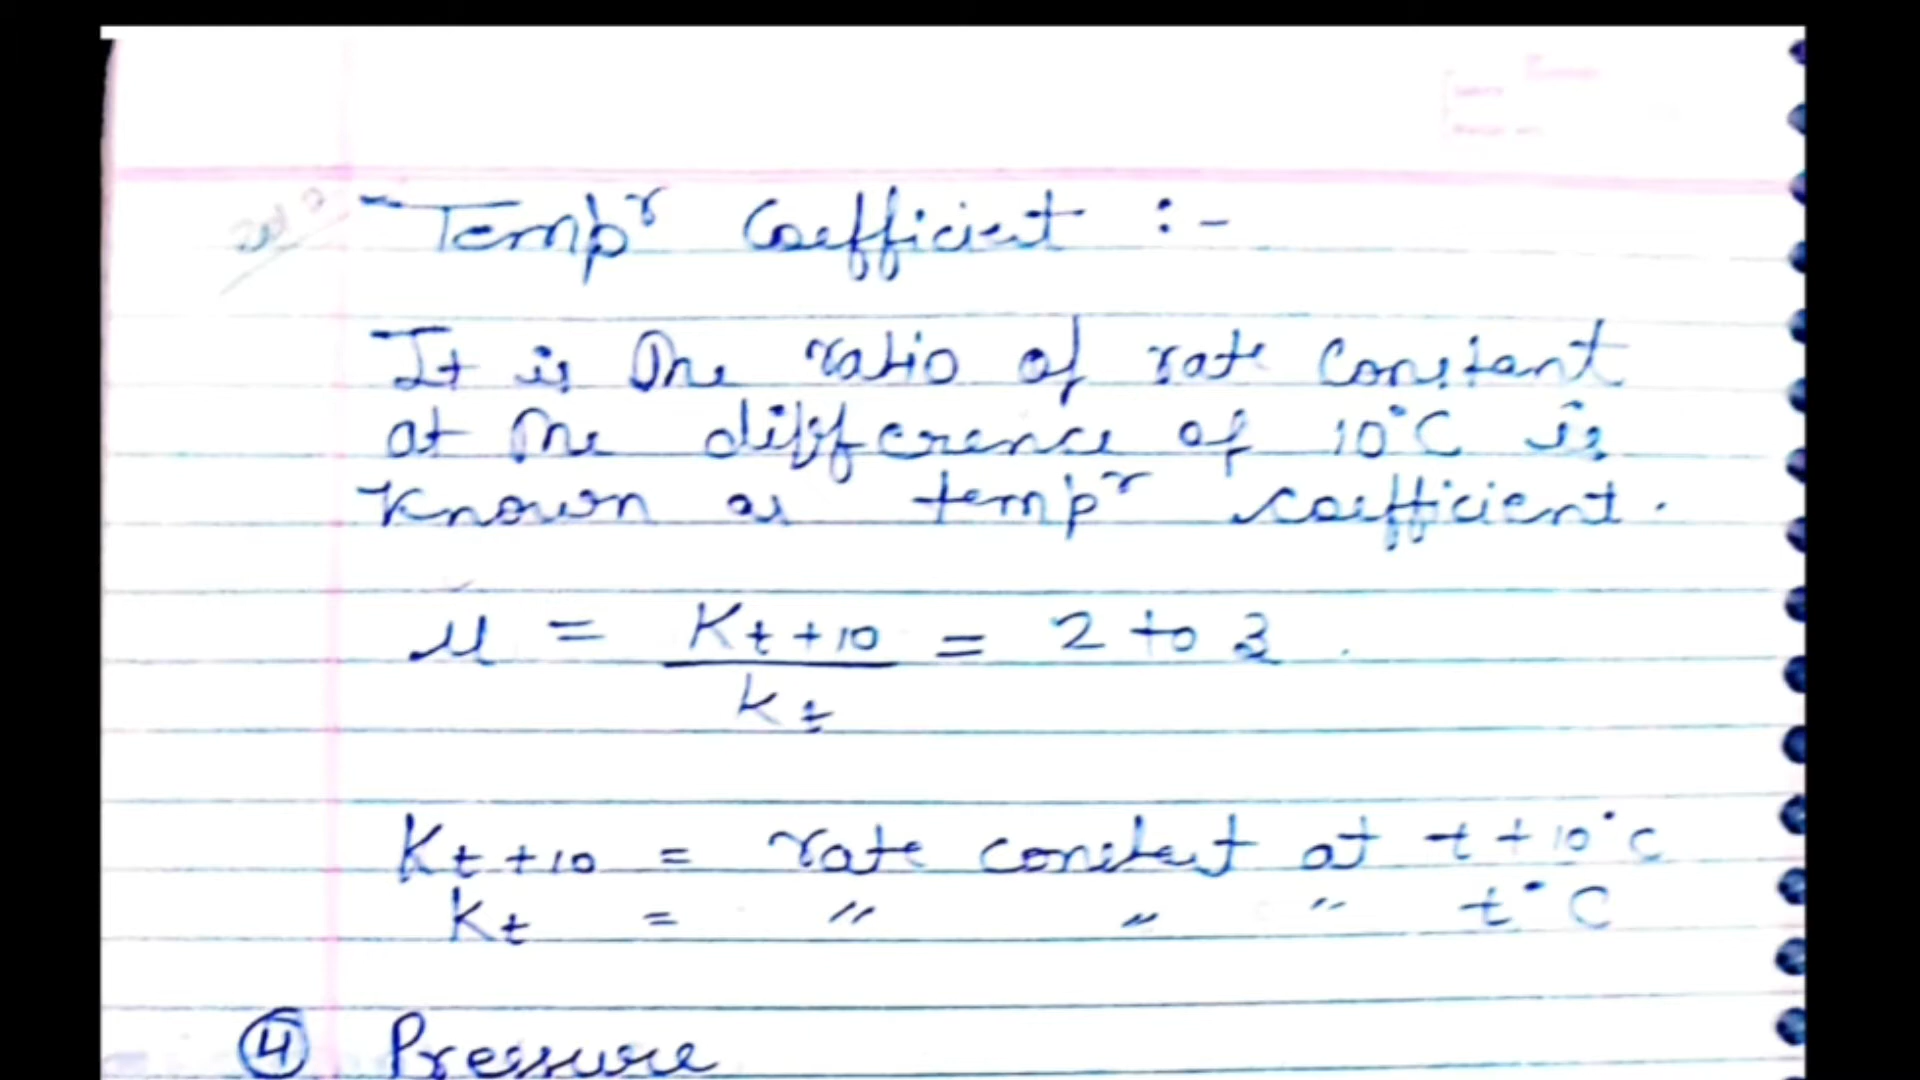 Tempʳ Coefficient :-
It is the ratio of rate constant
at the difference of 10°C is
known as tempʳ coefficient.
μ = Kt+10 / Kt = 2 to 3.
Kt+10 = rate constant at t+10°C
Kt = " " " t°C
④ Pressure